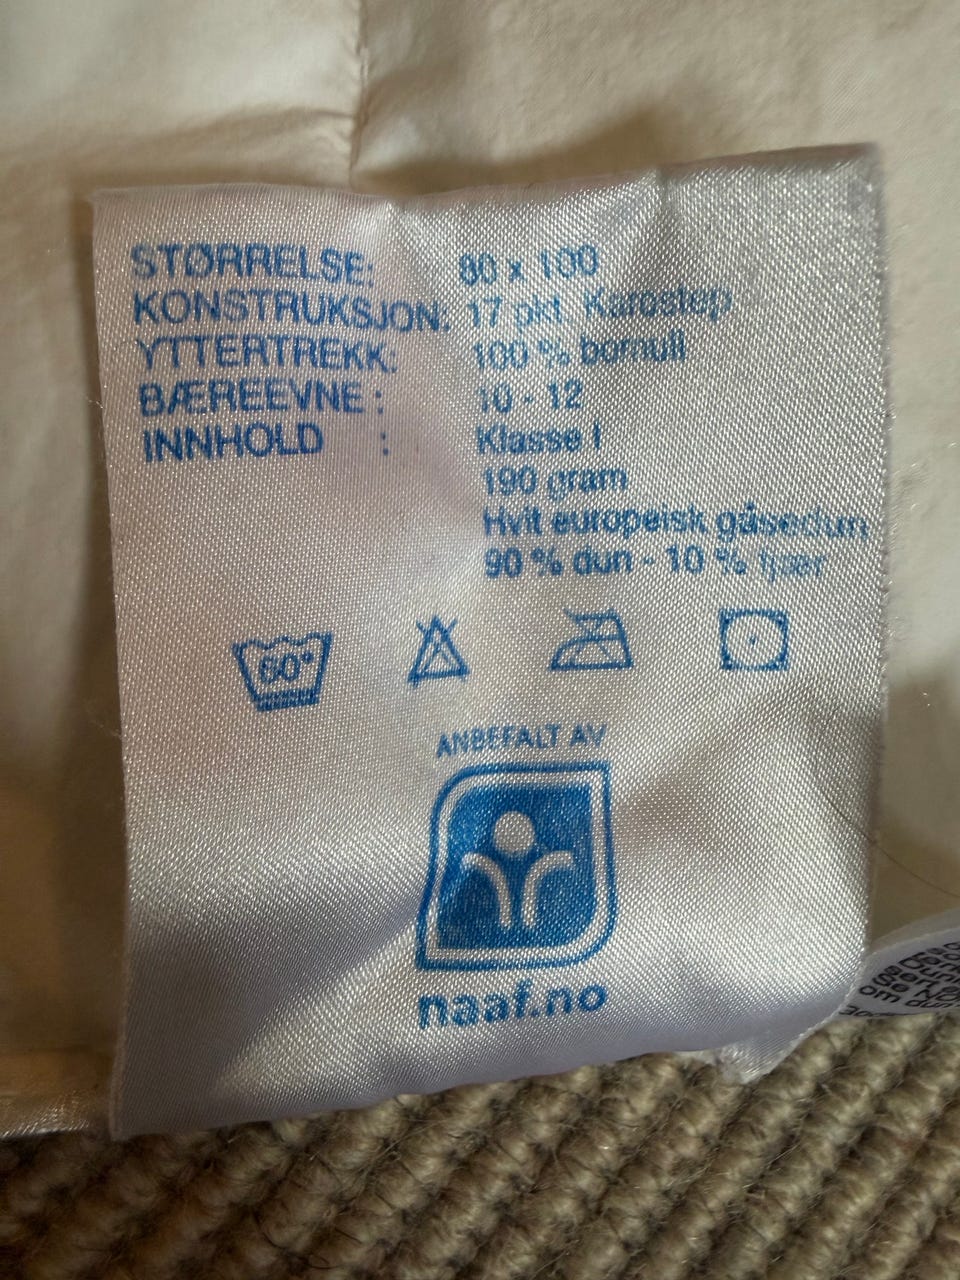 STØRRELSE: 80 x 100
KONSTRUKSJON: 17 pkt. Karostep
YTTERTREKK: 100 % bomull
BÆREEVNE: 10 - 12
INNHOLD : Klasse I
190 gram
Hvit europeisk gåsedun
90 % dun - 10 % fjær
60°
ANBEFALT AV
naaf.no
om